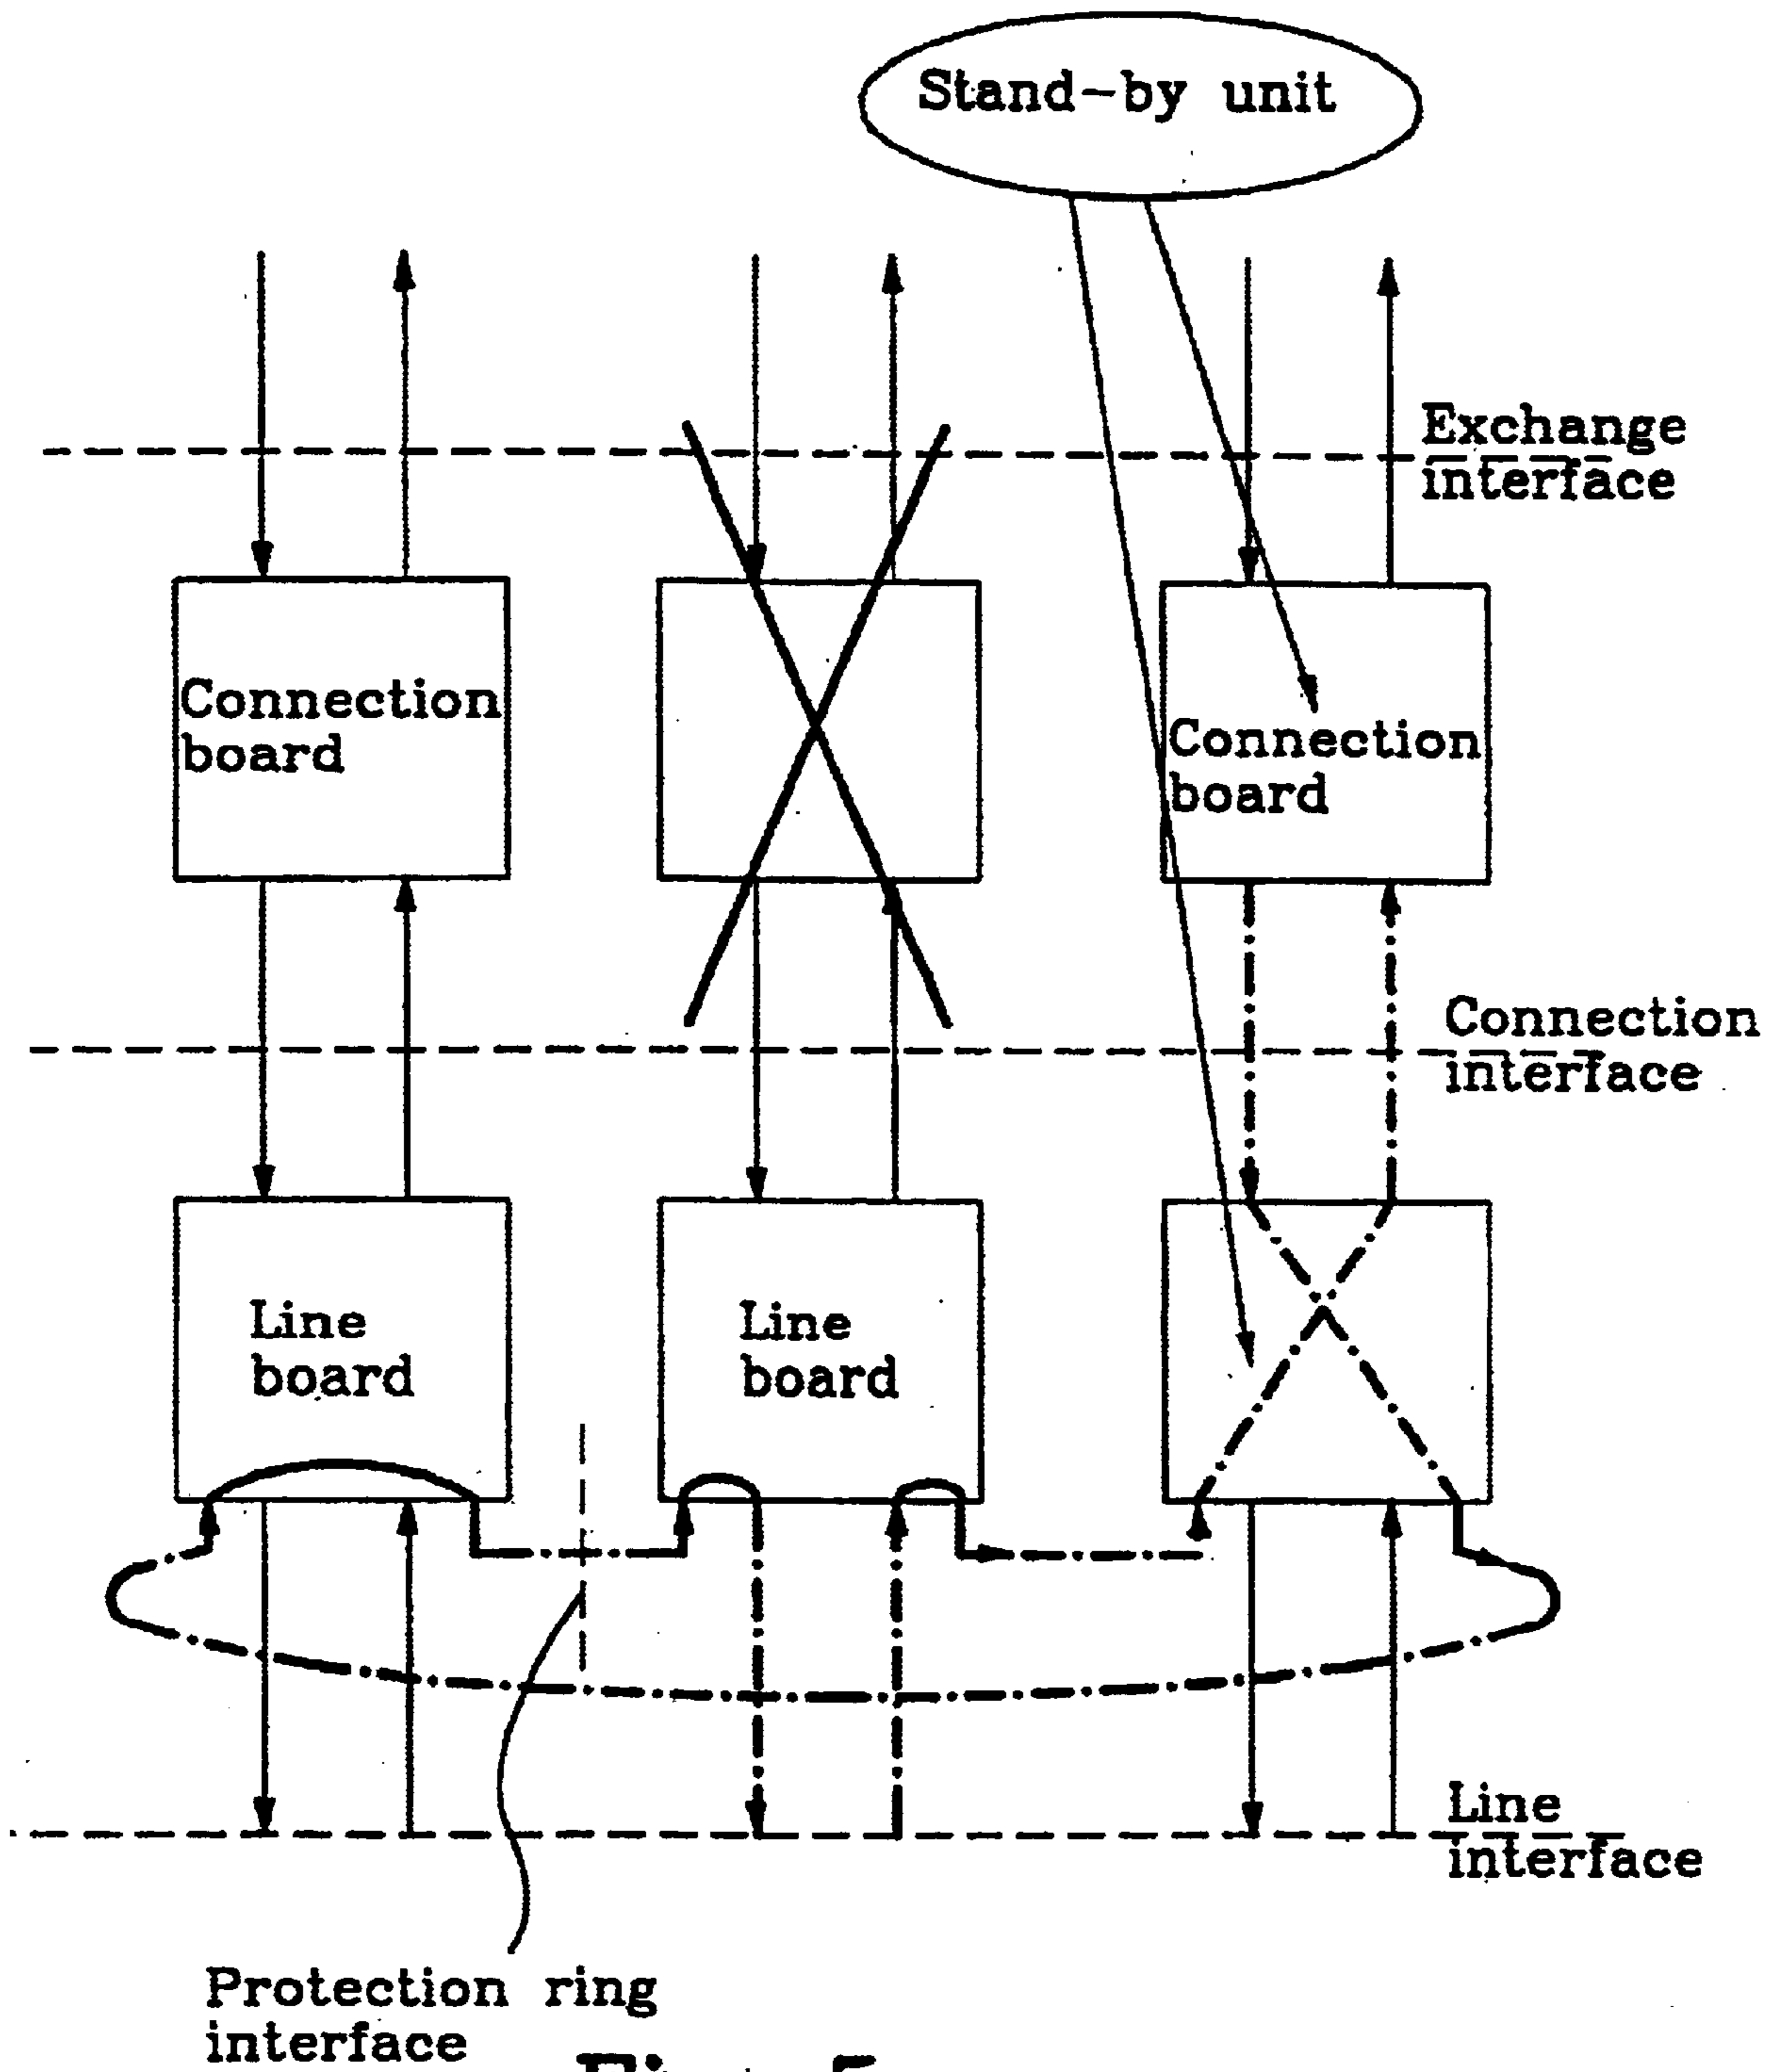 Stand-by unit
Exchange
interface
Connection
board
Connection
board
Connection
interface
Line
board
Line
board
Line
interface
Protection ring
interface